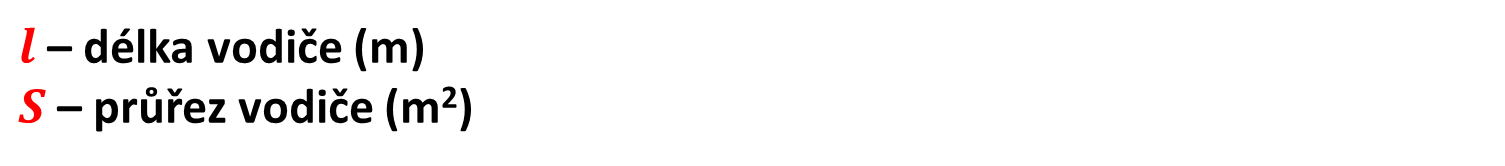 l – délka vodiče (m)
S – průřez vodiče (m²)